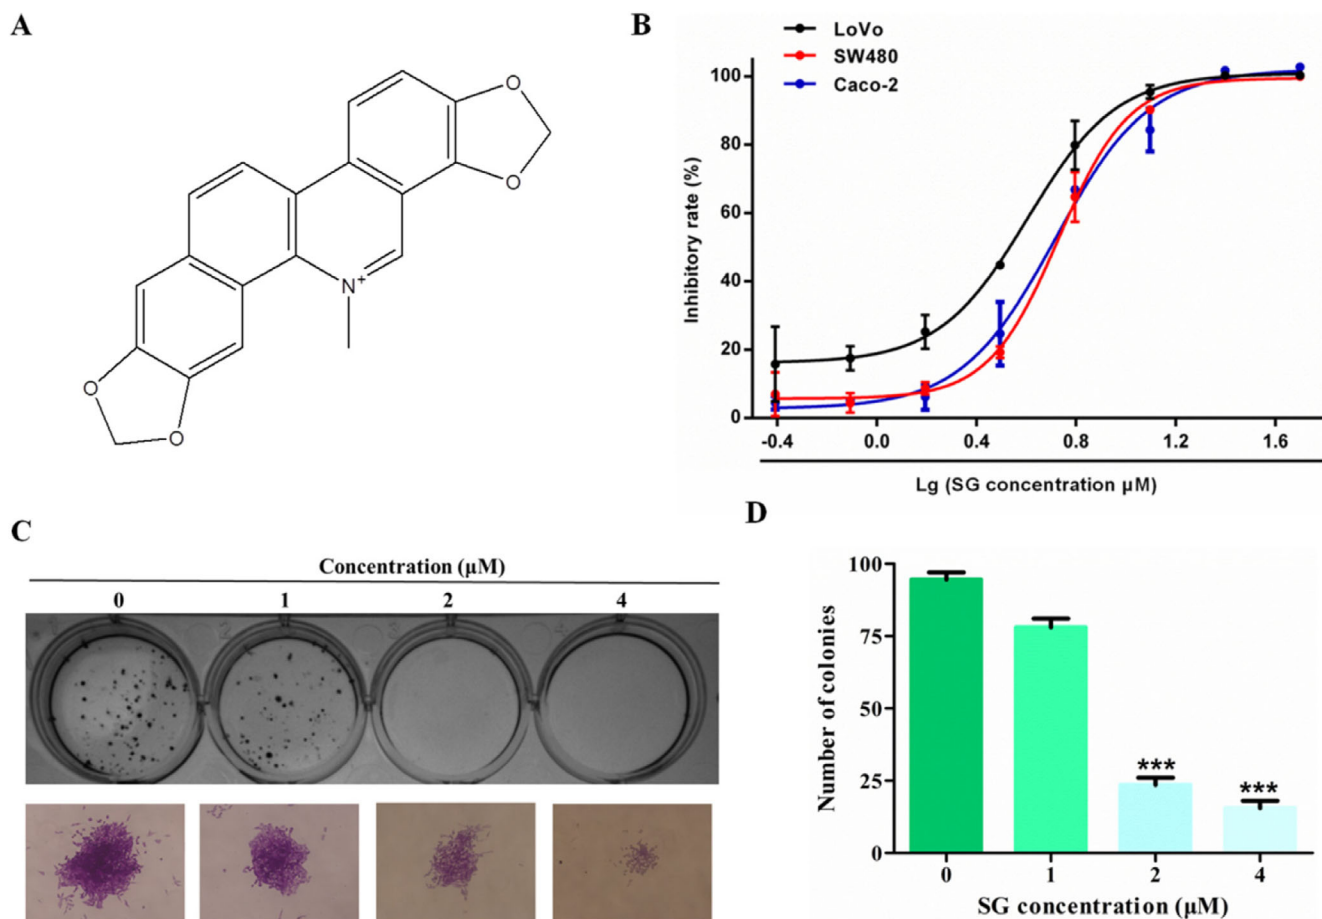 A
O
O
N+
O
O
B
LoVo
SW480
Caco-2
Inhibitory rate (%)
100
80
60
40
20
0
-0.4 0.0 0.4 0.8 1.2 1.6
Lg (SG concentration μM)
C
Concentration (μM)
0 1 2 4
D
Number of colonies
100
75
50
25
0
***
***
0 1 2 4
SG concentration (μM)